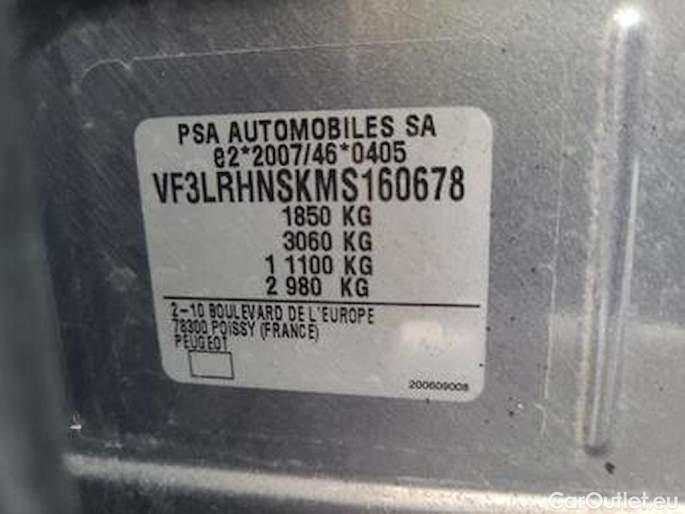 PSA AUTOMOBILES SA
e2*2007/46*0405
VF3LRHNSKMS160678
1850 KG
3060 KG
1 1100 KG
2 980 KG
2-10 BOULEVARD DE L'EUROPE
78300 POISSY (FRANCE)
PEUGEOT
200609008
CarOutlet.eu